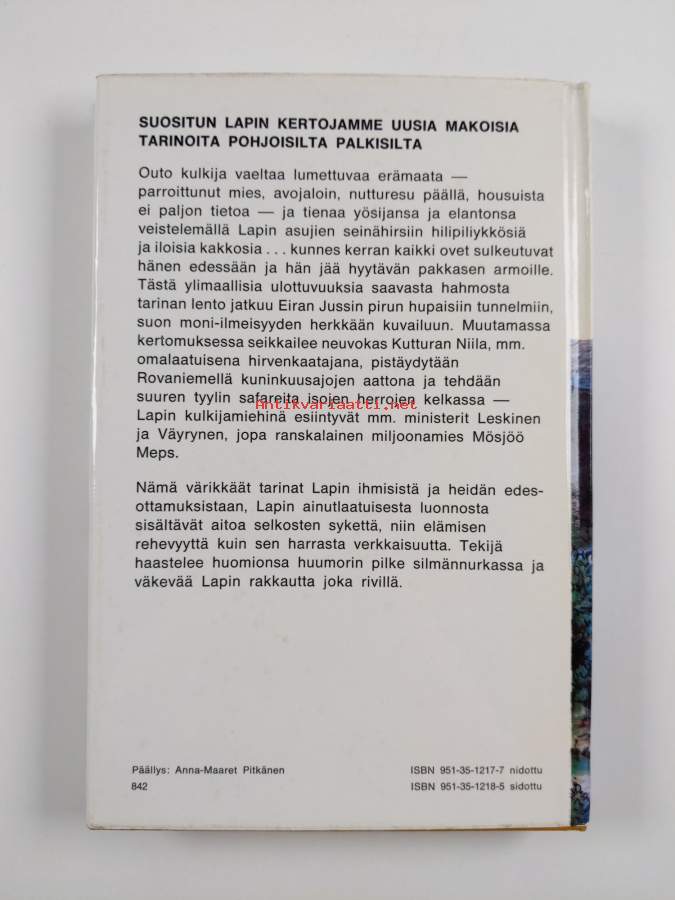 SUOSITUN LAPIN KERTOJAMME UUSIA MAKOISIA
TARINOITA POHJOISILTA PALKISILTA
Outo kulkija vaeltaa lumettuvaa erämaata —
parroittunut mies, avojaloin, nutturesu päällä, housuista
ei paljon tietoa — ja tienaa yösijansa ja elantonsa
veistelemällä Lapin asujien seinähirsiin hilipiliykkösiä
ja iloisia kakkosia . . . kunnes kerran kaikki ovet sulkeutuvat
hänen edessään ja hän jää hyytävän pakkasen armoille.
Tästä ylimaallisia ulottuvuuksia saavasta hahmosta
tarinan lento jatkuu Eiran Jussin pirun hupaisiin tunnelmiin,
suon moni-ilmeisyyden herkkään kuvailuun. Muutamassa
kertomuksessa seikkailee neuvokas Kutturan Niila, mm.
omalaatuisena hirvenkaatajana, pistäydytään
Rovaniemellä kuninkuusajojen aattona ja tehdään
suuren tyylin safareita isojen herrojen kelkassa —
Antikvariaatti.net
Lapin kulkijamiehinä esiintyvät mm. ministerit Leskinen
ja Väyrynen, jopa ranskalainen miljoonamies Mösjöö
Meps.
Nämä värikkäät tarinat Lapin ihmisistä ja heidän edes-
ottamuksistaan, Lapin ainutlaatuisesta luonnosta
sisältävät aitoa selkosten sykettä, niin elämisen
rehevyyttä kuin sen harrasta verkkaisuutta. Tekijä
haastelee huomionsa huumorin pilke silmännurkassa ja
väkevää Lapin rakkautta joka rivillä.
Päällys: Anna-Maaret Pitkänen
842
ISBN 951-35-1217-7 nidottu
ISBN 951-35-1218-5 sidottu